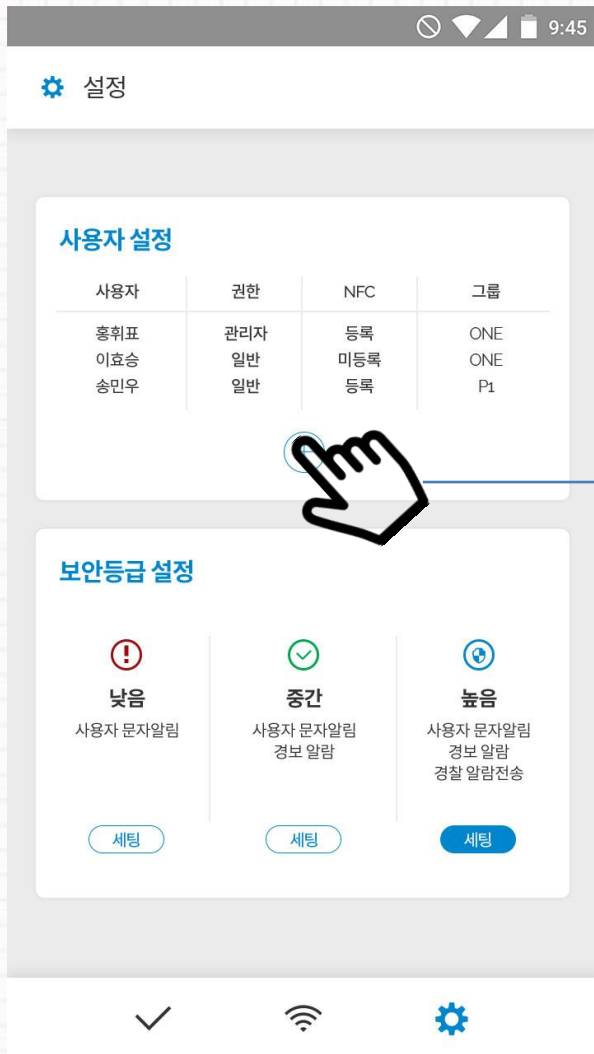 9:45
설정
사용자 설정
사용자 권한 NFC 그룹
홍휘표 관리자 등록 ONE
이효승 일반 미등록 ONE
송민우 일반 등록 P1
보안등급 설정
낮음 중간 높음
사용자 문자알림 사용자 문자알림 사용자 문자알림
경보 알람 경보 알람
경찰 알람전송
세팅 세팅 세팅